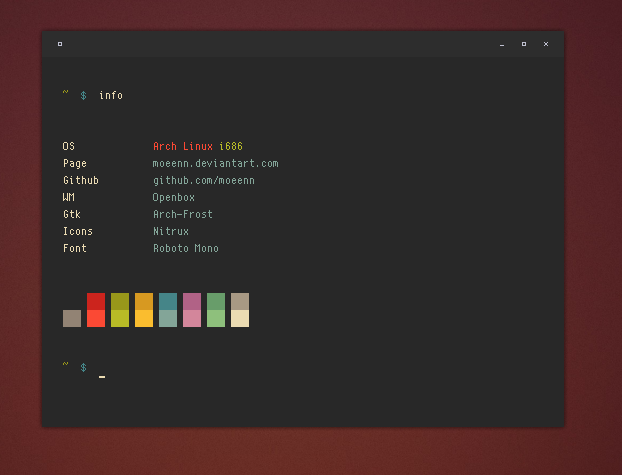 ~ $ info
OS Arch Linux i686
Page moeenn.deviantart.com
Github github.com/moeenn
WM Openbox
Gtk Arch-Frost
Icons Nitrux
Font Roboto Mono
~ $ _